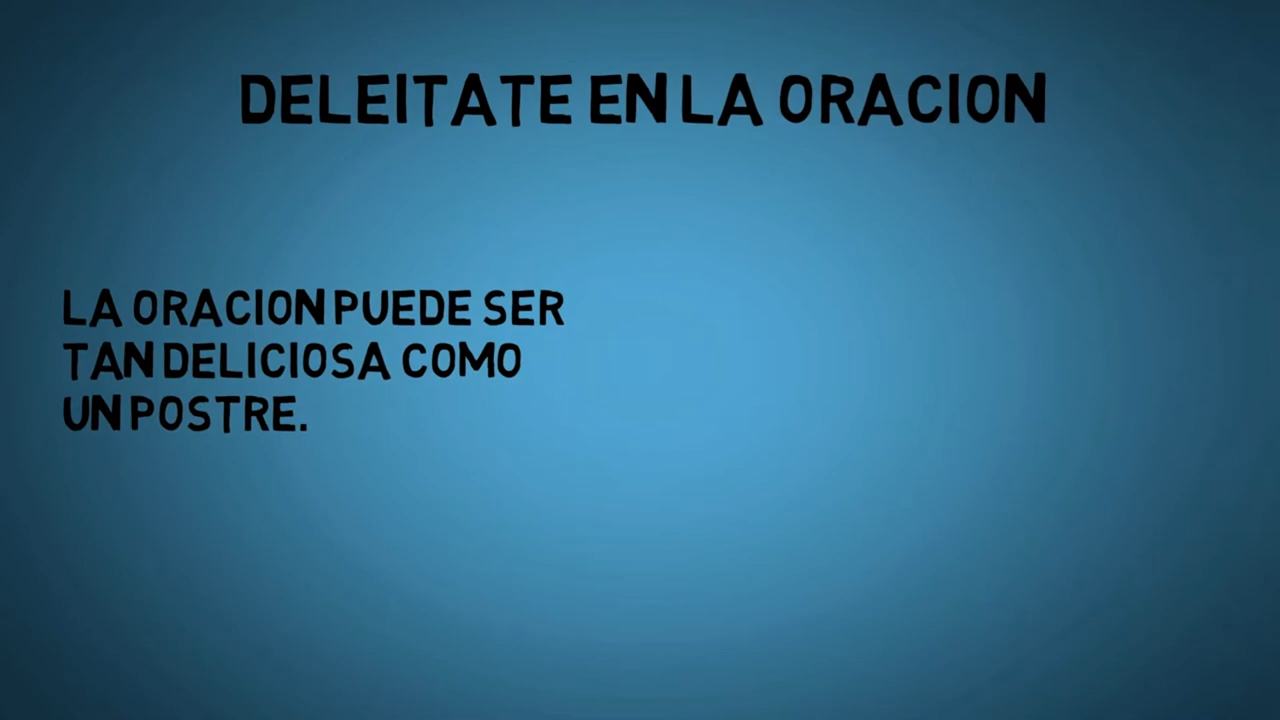 DELEITATE EN LA ORACION
LA ORACION PUEDE SER
TAN DELICIOSA COMO
UN POSTRE.